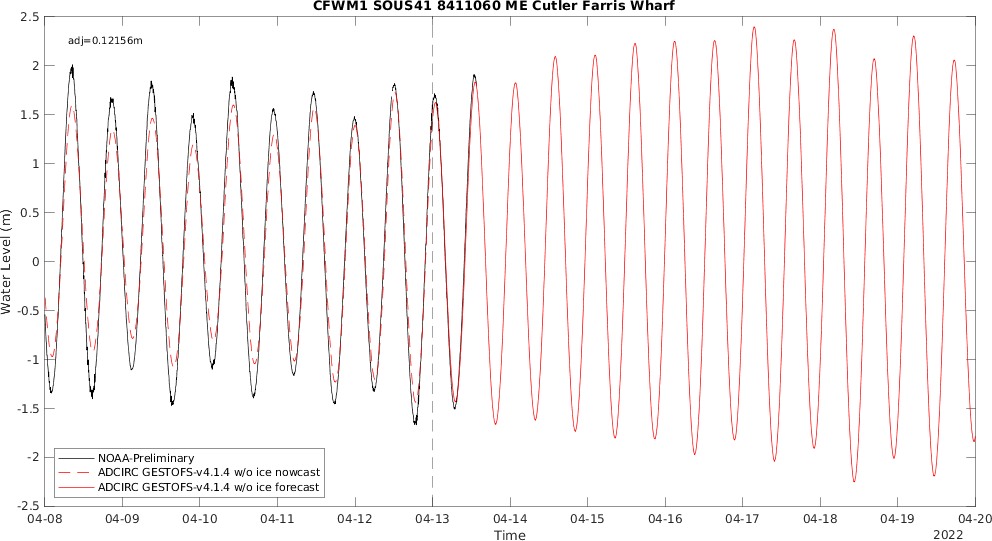 CFWM1 SOUS41 8411060 ME Cutler Farris Wharf
adj=0.12156m
2.5
2
1.5
1
0.5
0
-0.5
-1
-1.5
-2
-2.5
Water Level (m)
NOAA-Preliminary
ADCIRC GESTOFS-v4.1.4 w/o ice nowcast
ADCIRC GESTOFS-v4.1.4 w/o ice forecast
04-08 04-09 04-10 04-11 04-12 04-13 04-14 04-15 04-16 04-17 04-18 04-19 04-20
Time
2022